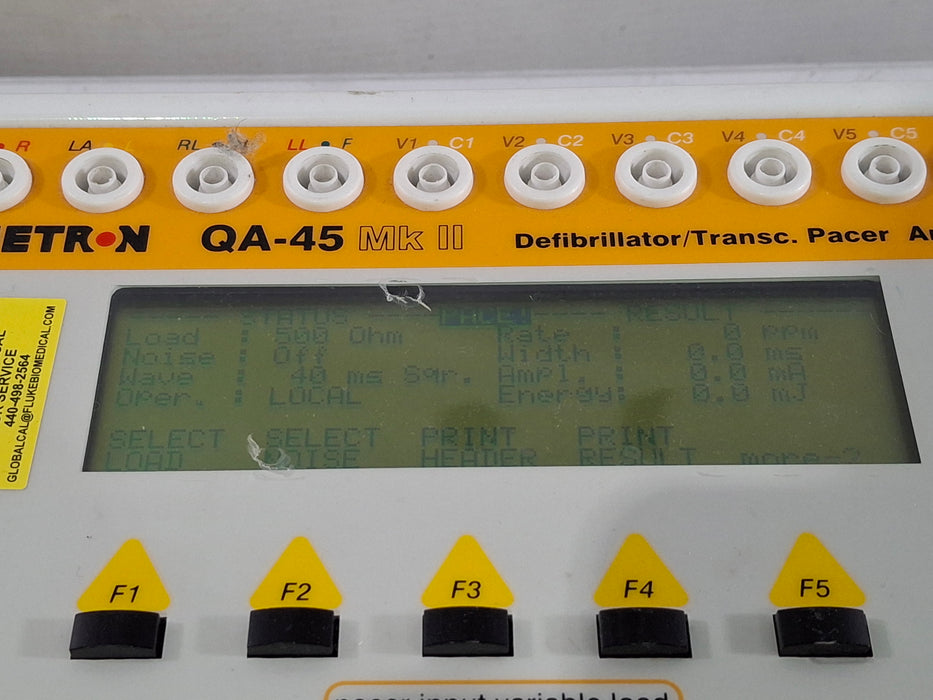 R LA L RL LL F V1 C1 V2 C2 V3 C3 V4 C4 V5 C5
ETRON QA-45 Mk II Defibrillator/Transc. Pacer
SERVICE
440-498-2564
GLOBALCAL@FLUKEBIOMEDICAL.COM
STATUS PACER RESULT
Load : 500 Ohm Rate : 0 ppm
Noise : Off Width : 0.0 ms
Wave : 40 ms Sqr. Ampl. : 0.0 mA
Oper. : LOCAL Energy: 0.0 mJ
SELECT SELECT PRINT PRINT
LOAD NOISE HEADER RESULT more-?
F1 F2 F3 F4 F5
pacer input variable load